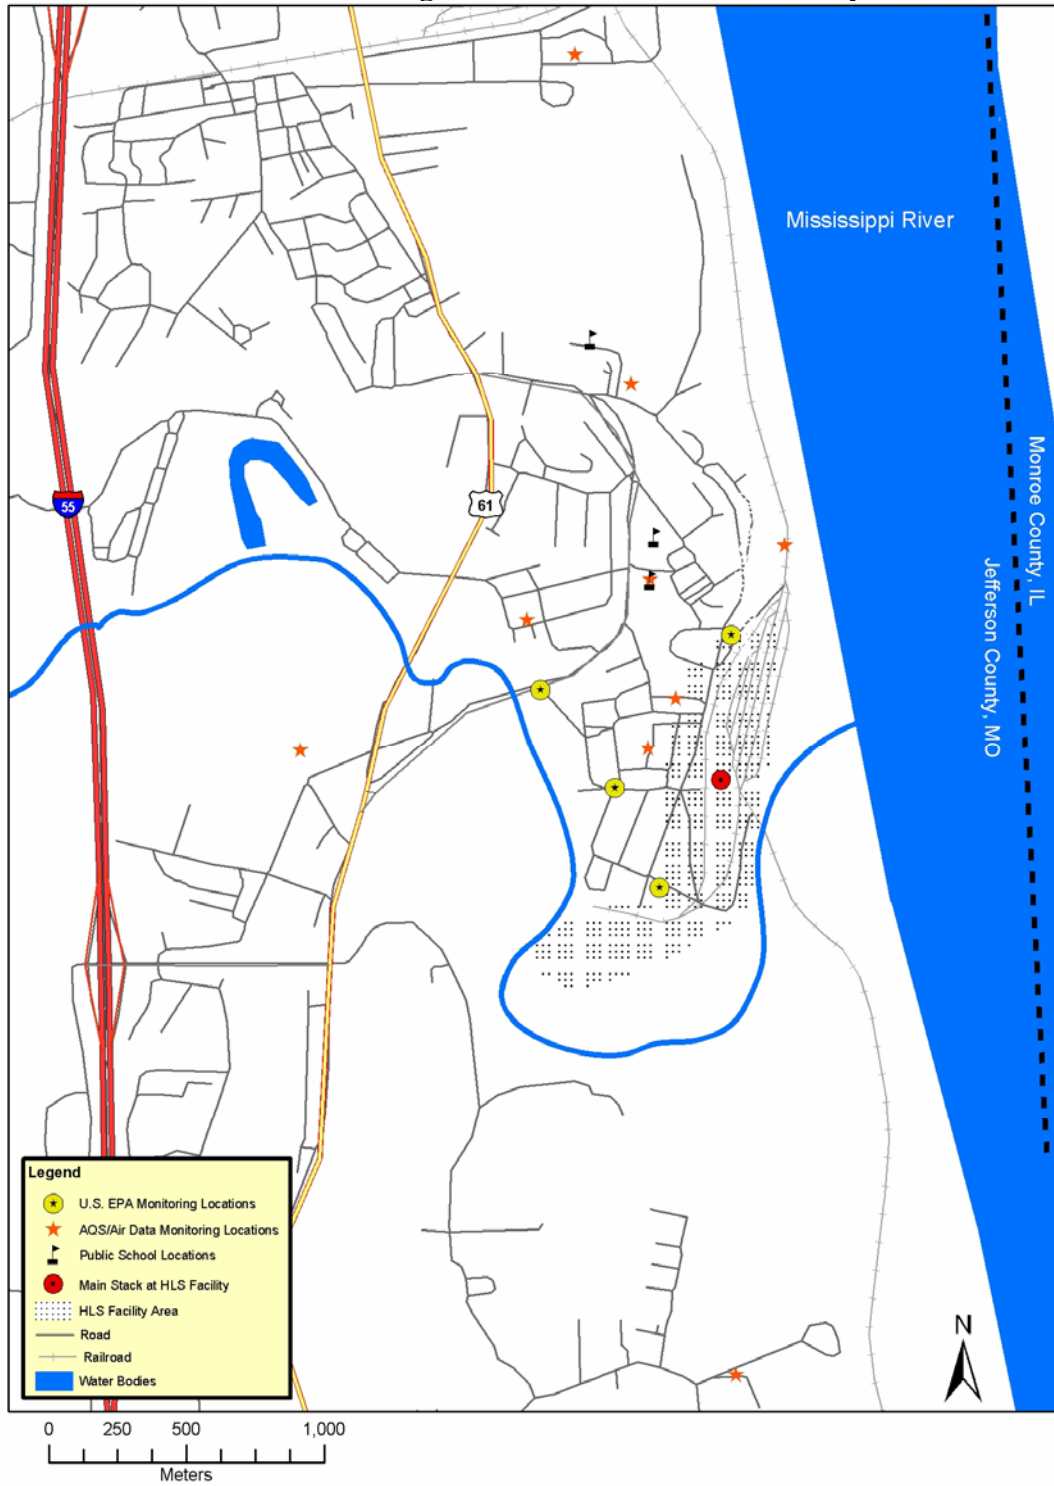 Mississippi River
Monroe County, IL
Jefferson County, MO
55
61
Legend
U.S. EPA Monitoring Locations
AQS/Air Data Monitoring Locations
Public School Locations
Main Stack at HLS Facility
HLS Facility Area
Road
Railroad
Water Bodies
N
0 250 500 1,000
Meters